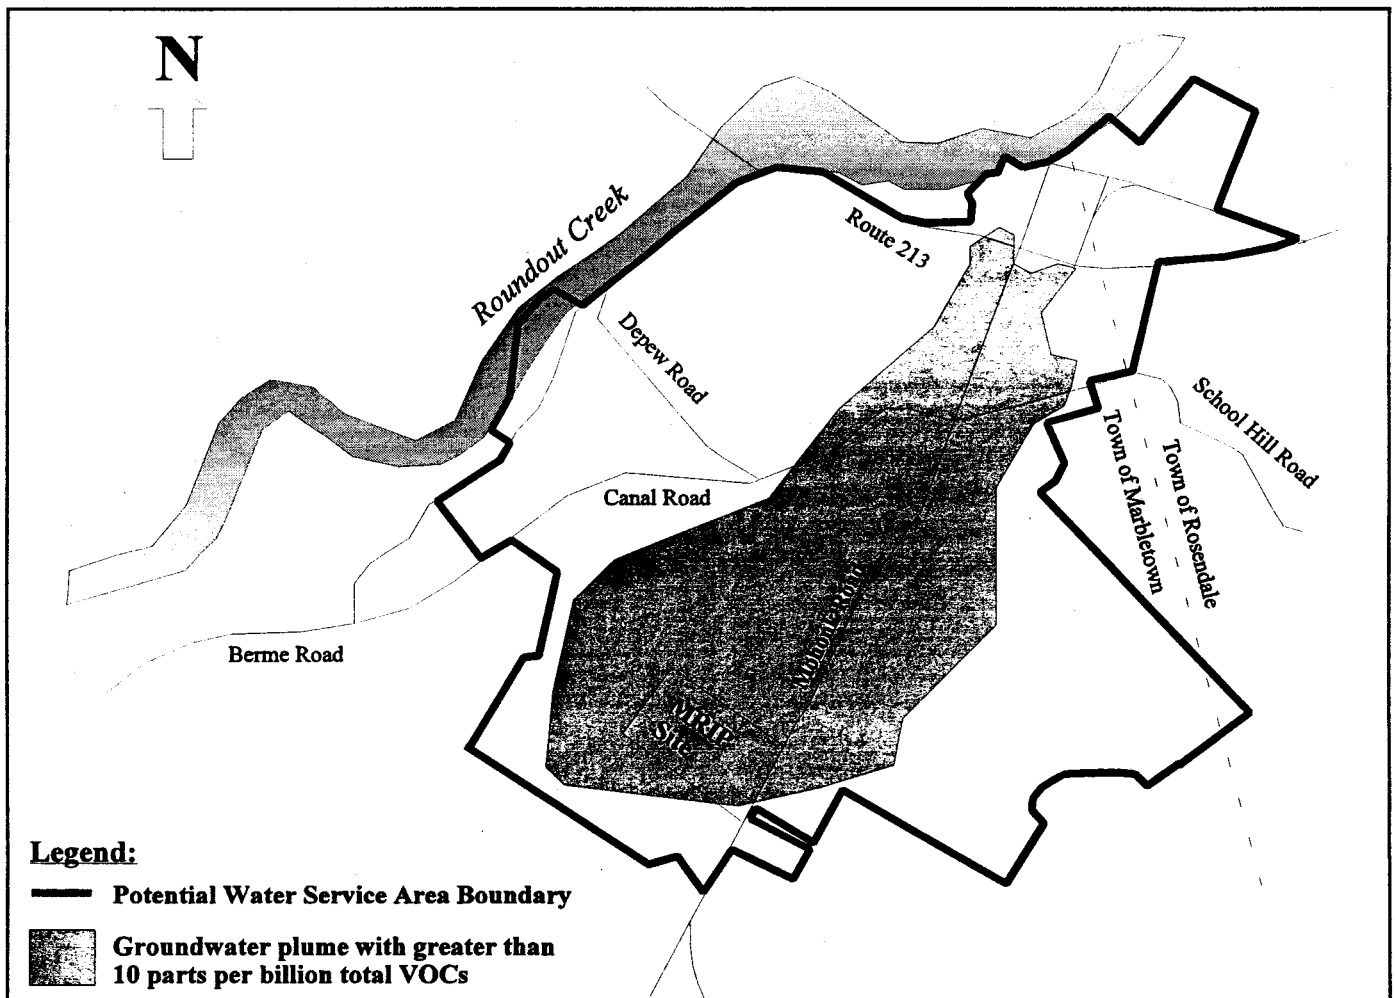 N
Roundout Creek
Route 213
Depew Road
School Hill Road
Town of Rosendale
Town of Marbletown
Canal Road
Mohonk Road
Berme Road
MRIP
Site
Legend:
Potential Water Service Area Boundary
Groundwater plume with greater than
10 parts per billion total VOCs